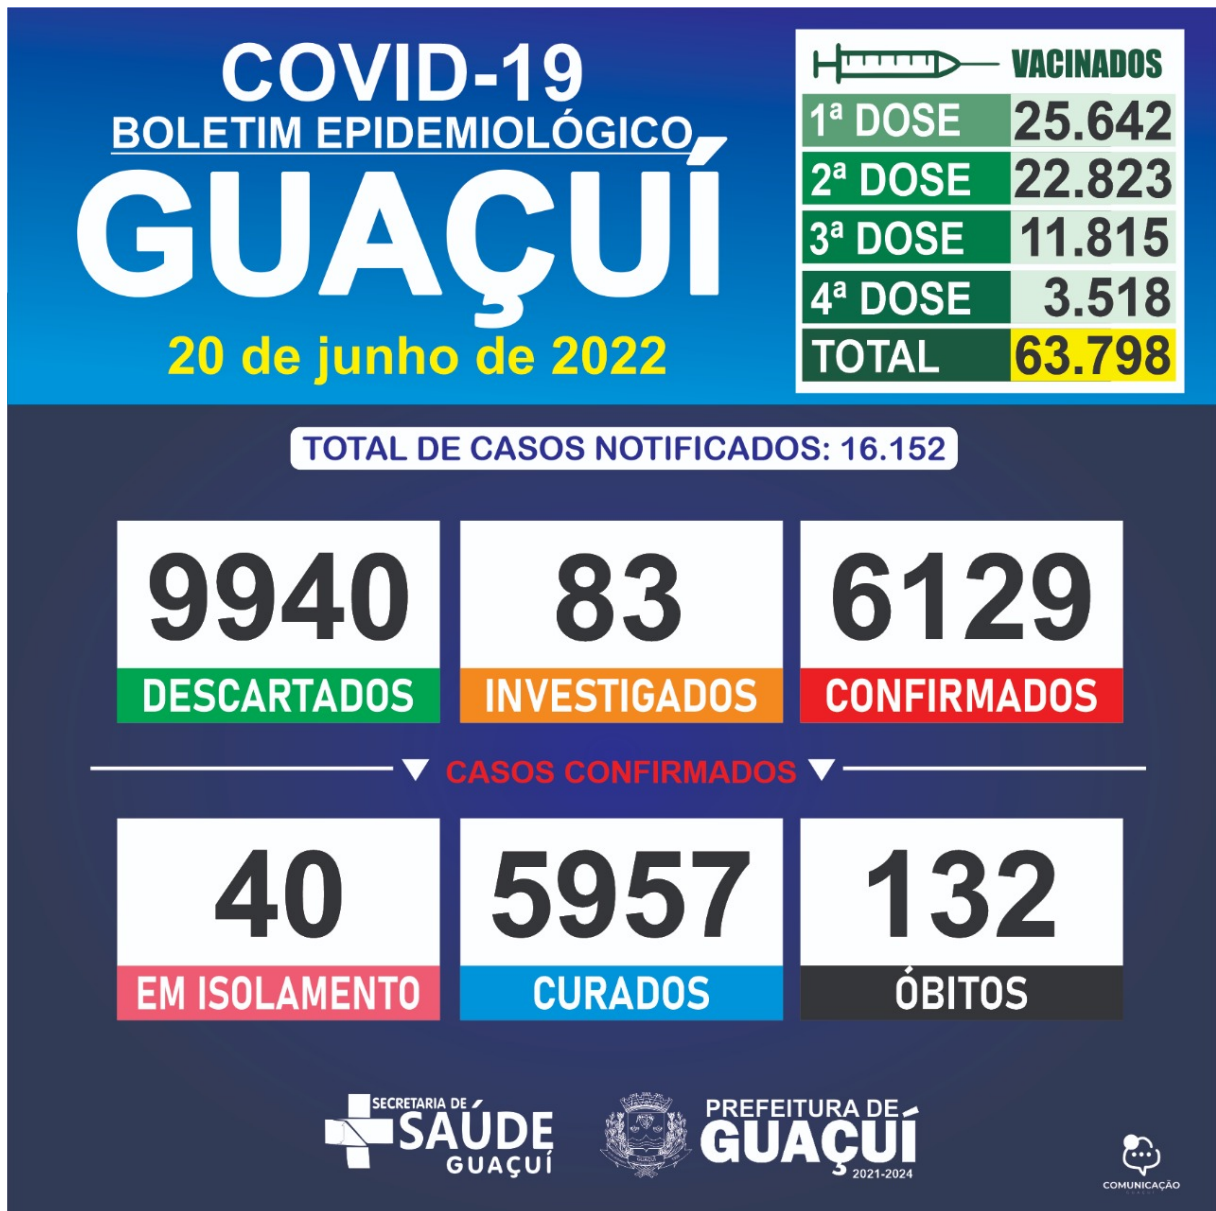 COVID-19
BOLETIM EPIDEMIOLÓGICO
GUAÇUÍ
20 de junho de 2022
VACINADOS
1ª DOSE 25.642
2ª DOSE 22.823
3ª DOSE 11.815
4ª DOSE 3.518
TOTAL 63.798
TOTAL DE CASOS NOTIFICADOS: 16.152
9940
DESCARTADOS
83
INVESTIGADOS
6129
CONFIRMADOS
CASOS CONFIRMADOS
40
EM ISOLAMENTO
5957
CURADOS
132
ÓBITOS
SECRETARIA DE
SAÚDE
GUAÇUÍ
PREFEITURA DE
GUAÇUÍ
2021-2024
COMUNICAÇÃO